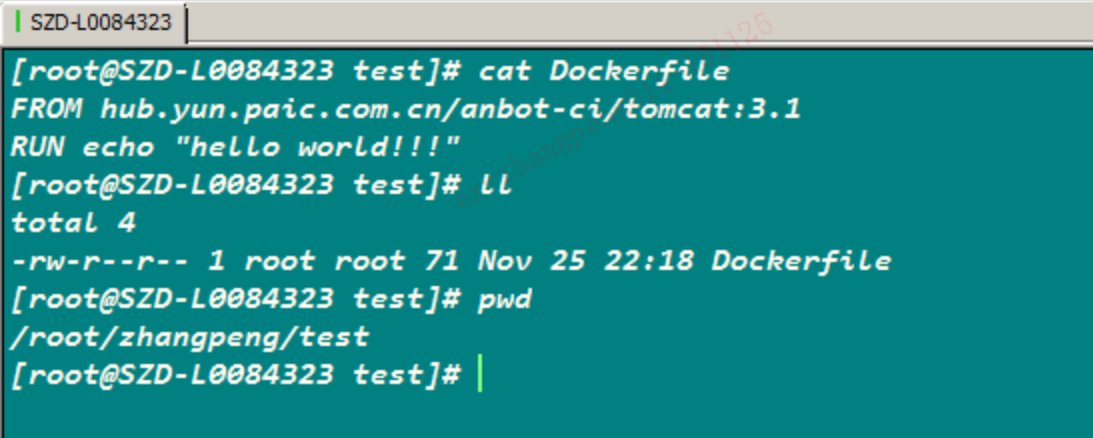 SZD-L0084323
[root@SZD-L0084323 test]# cat Dockerfile
FROM hub.yun.paic.com.cn/anbot-ci/tomcat:3.1
RUN echo "hello world!!!"
[root@SZD-L0084323 test]# ll
total 4
-rw-r--r-- 1 root root 71 Nov 25 22:18 Dockerfile
[root@SZD-L0084323 test]# pwd
/root/zhangpeng/test
[root@SZD-L0084323 test]#